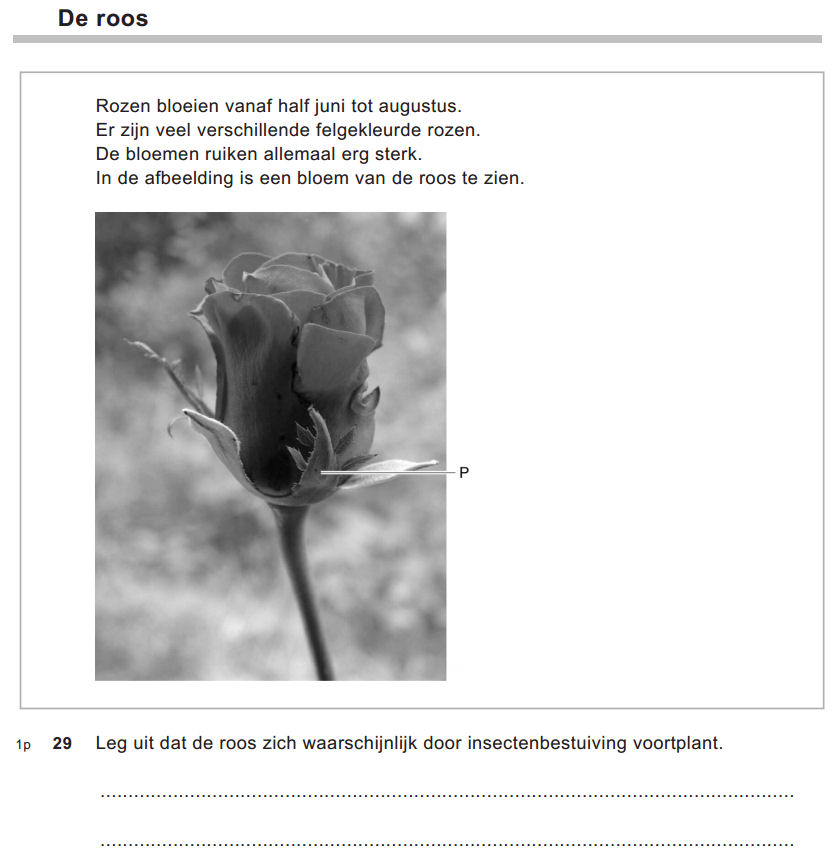 De roos
Rozen bloeien vanaf half juni tot augustus.
Er zijn veel verschillende felgekleurde rozen.
De bloemen ruiken allemaal erg sterk.
In de afbeelding is een bloem van de roos te zien.
P
1p 29 Leg uit dat de roos zich waarschijnlijk door insectenbestuiving voortplant.